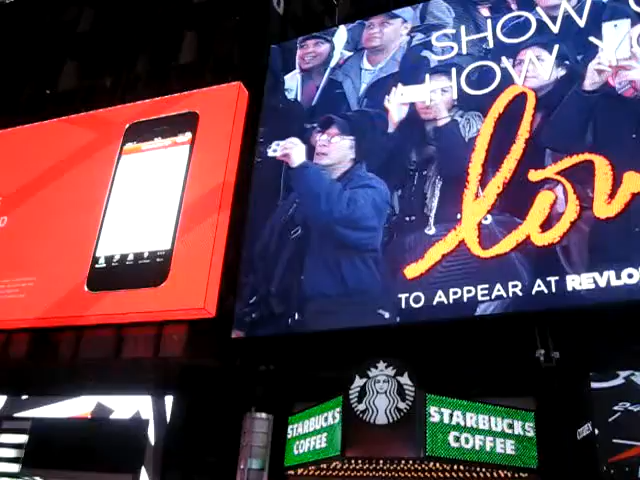 SHOW
HOW
love
TO APPEAR AT REVLO
STARBUCKS
COFFEE
STARBUCKS
COFFEE